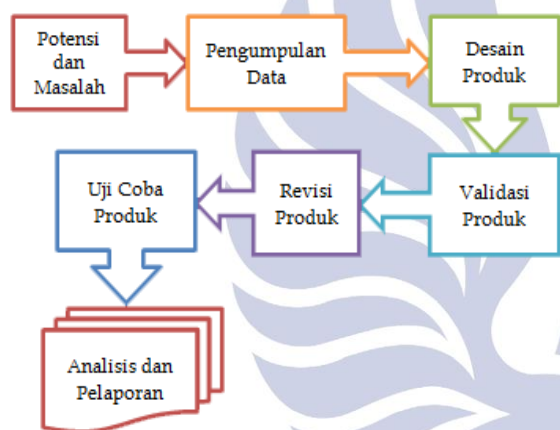 Potensi
dan
Masalah
Pengumpulan
Data
Desain
Produk
Validasi
Produk
Revisi
Produk
Uji Coba
Produk
Analisis dan
Pelaporan